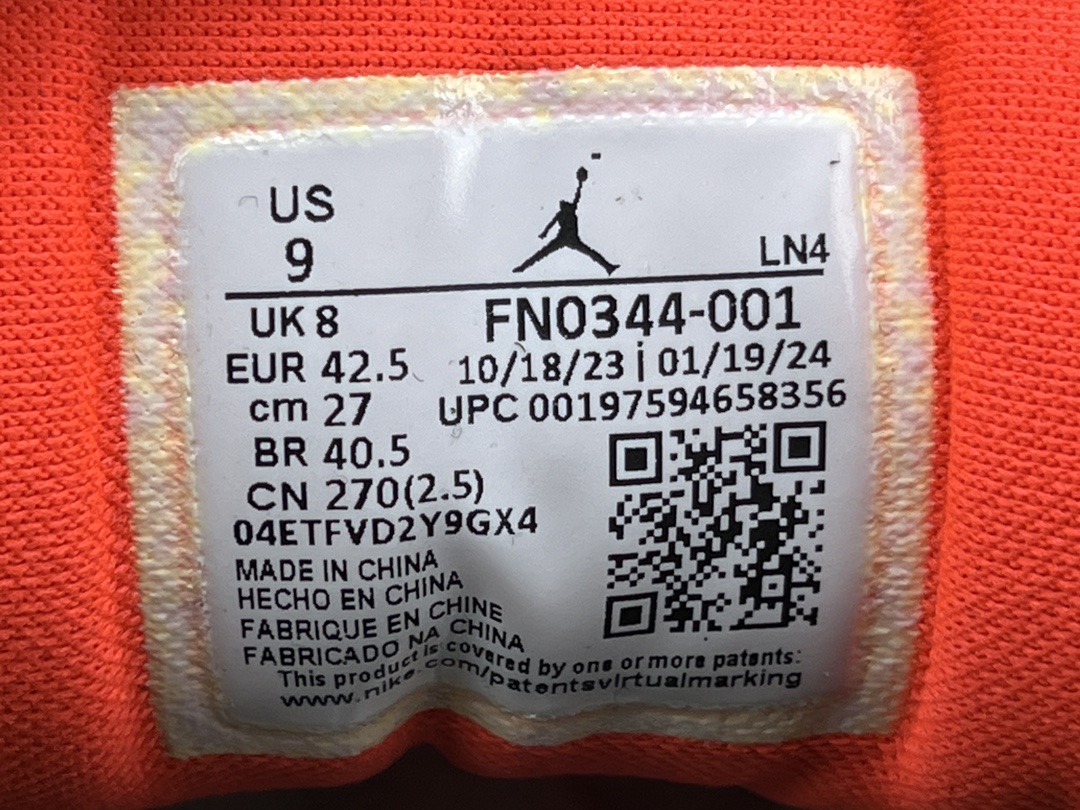 US
9
LN4
UK 8
FN0344-001
EUR 42.5
10/18/23 | 01/19/24
cm 27
UPC 00197594658356
BR 40.5
CN 270(2.5)
04ETFVD2Y9GX4
MADE IN CHINA
HECHO EN CHINA
FABRIQUE EN CHINE
FABRICADO NA CHINA
This product is covered by one or more patents:
www.nike.com/patentsvirtualmarking